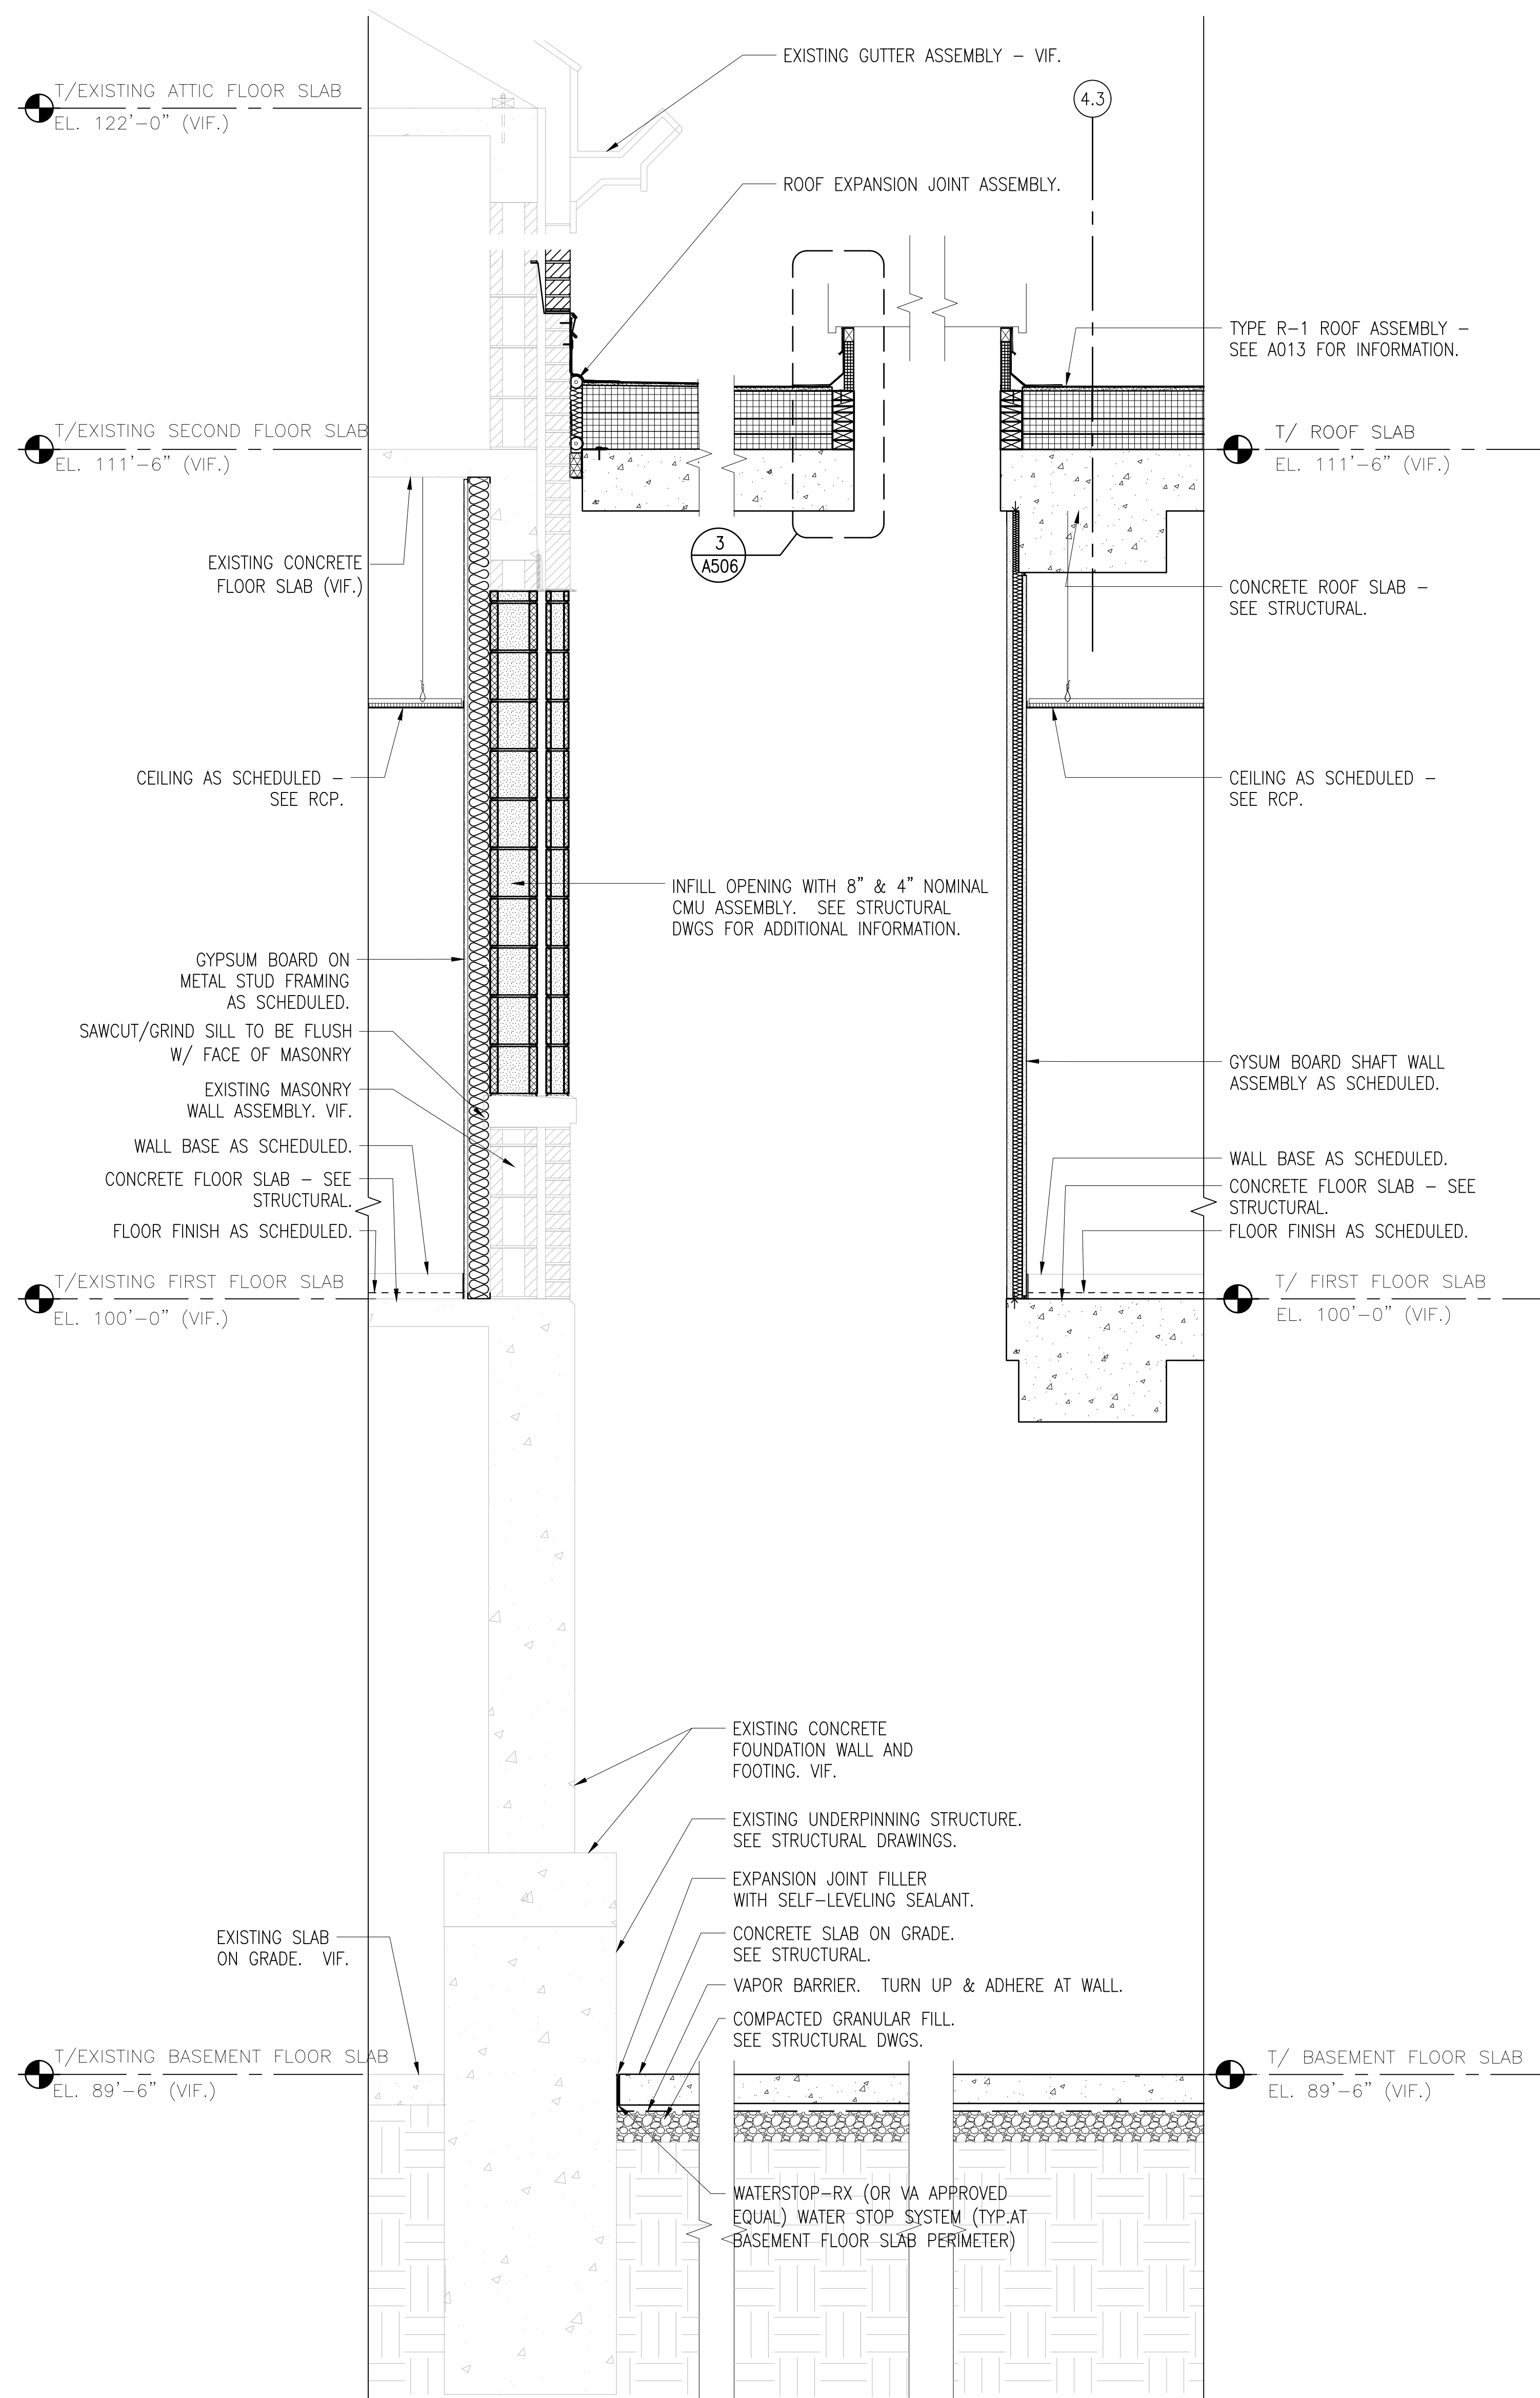 EXISTING GUTTER ASSEMBLY – VIF.
T/EXISTING ATTIC FLOOR SLAB
EL. 122'–0" (VIF.)
4.3
ROOF EXPANSION JOINT ASSEMBLY.
TYPE R–1 ROOF ASSEMBLY –
SEE A013 FOR INFORMATION.
T/EXISTING SECOND FLOOR SLAB
EL. 111'–6" (VIF.)
T/ ROOF SLAB
EL. 111'–6" (VIF.)
3
A506
EXISTING CONCRETE
FLOOR SLAB (VIF.)
CONCRETE ROOF SLAB –
SEE STRUCTURAL.
CEILING AS SCHEDULED –
SEE RCP.
CEILING AS SCHEDULED –
SEE RCP.
INFILL OPENING WITH 8" & 4" NOMINAL
CMU ASSEMBLY. SEE STRUCTURAL
DWGS FOR ADDITIONAL INFORMATION.
GYPSUM BOARD ON
METAL STUD FRAMING
AS SCHEDULED.
SAWCUT/GRIND SILL TO BE FLUSH
W/ FACE OF MASONRY
EXISTING MASONRY
WALL ASSEMBLY. VIF.
WALL BASE AS SCHEDULED.
CONCRETE FLOOR SLAB – SEE
STRUCTURAL.
FLOOR FINISH AS SCHEDULED.
GYSUM BOARD SHAFT WALL
ASSEMBLY AS SCHEDULED.
WALL BASE AS SCHEDULED.
CONCRETE FLOOR SLAB – SEE
STRUCTURAL.
FLOOR FINISH AS SCHEDULED.
T/EXISTING FIRST FLOOR SLAB
EL. 100'–0" (VIF.)
T/ FIRST FLOOR SLAB
EL. 100'–0" (VIF.)
EXISTING CONCRETE
FOUNDATION WALL AND
FOOTING. VIF.
EXISTING UNDERPINNING STRUCTURE.
SEE STRUCTURAL DRAWINGS.
EXPANSION JOINT FILLER
WITH SELF–LEVELING SEALANT.
CONCRETE SLAB ON GRADE.
SEE STRUCTURAL.
VAPOR BARRIER. TURN UP & ADHERE AT WALL.
COMPACTED GRANULAR FILL.
SEE STRUCTURAL DWGS.
EXISTING SLAB
ON GRADE. VIF.
T/EXISTING BASEMENT FLOOR SLAB
EL. 89'–6" (VIF.)
T/ BASEMENT FLOOR SLAB
EL. 89'–6" (VIF.)
WATERSTOP–RX (OR VA APPROVED
EQUAL) WATER STOP SYSTEM (TYP.AT
BASEMENT FLOOR SLAB PERIMETER)